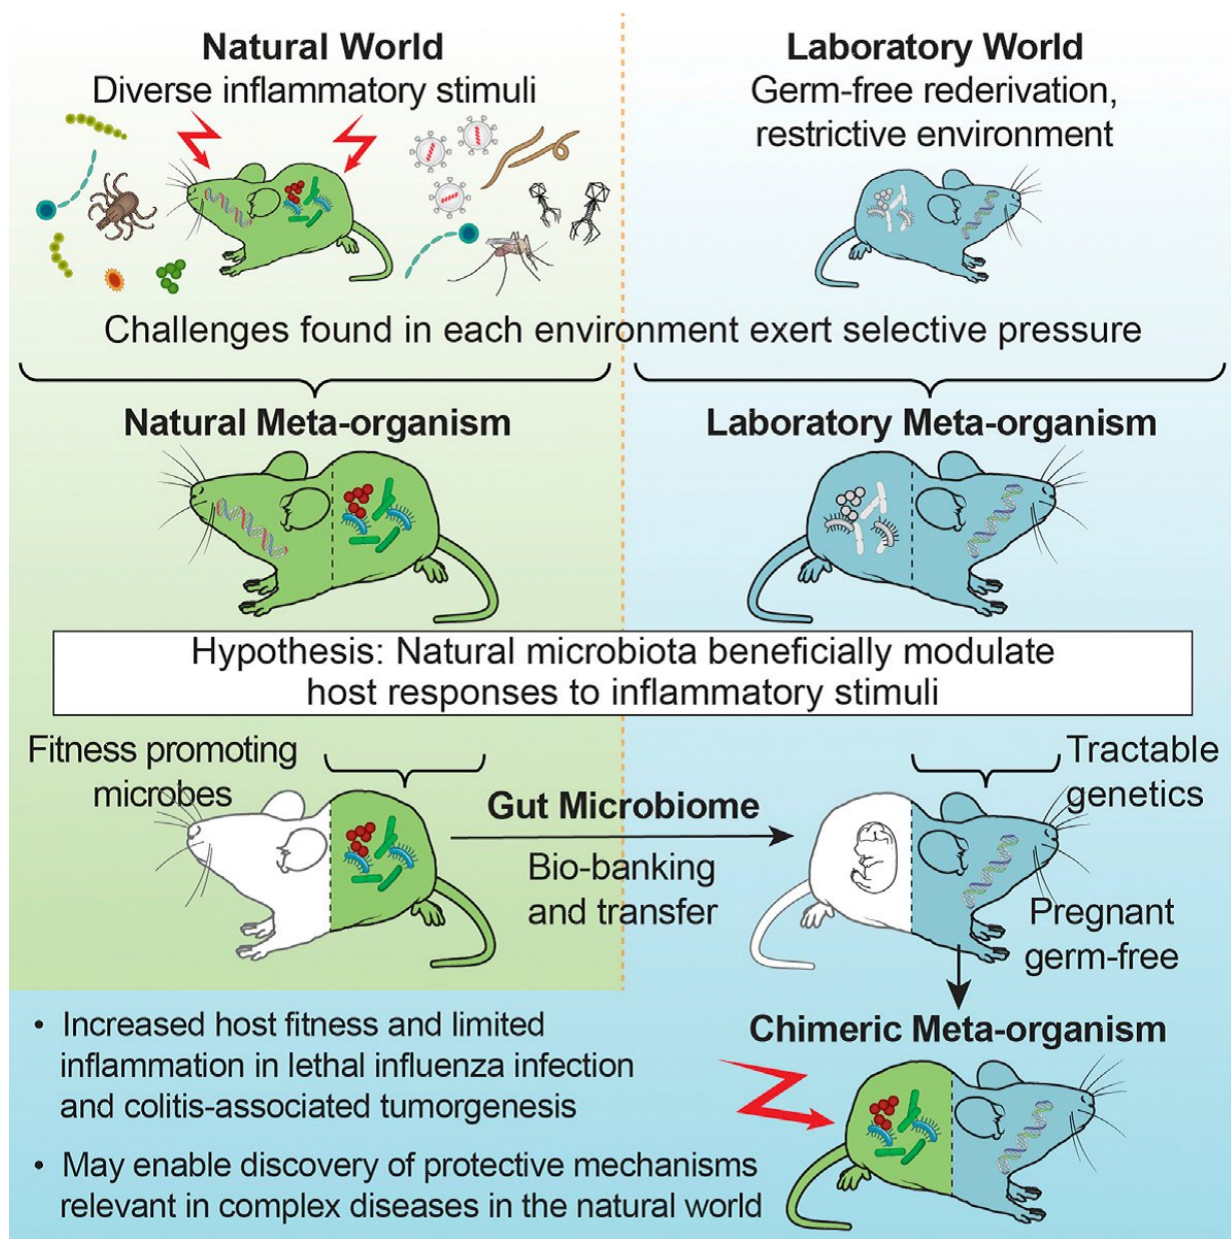 Natural World
Diverse inflammatory stimuli
Laboratory World
Germ-free rederivation,
restrictive environment
Challenges found in each environment exert selective pressure
Natural Meta-organism
Laboratory Meta-organism
Hypothesis: Natural microbiota beneficially modulate
host responses to inflammatory stimuli
Fitness promoting
microbes
Gut Microbiome
Bio-banking
and transfer
Tractable
genetics
Pregnant
germ-free
• Increased host fitness and limited
inflammation in lethal influenza infection
and colitis-associated tumorgenesis
• May enable discovery of protective mechanisms
relevant in complex diseases in the natural world
Chimeric Meta-organism